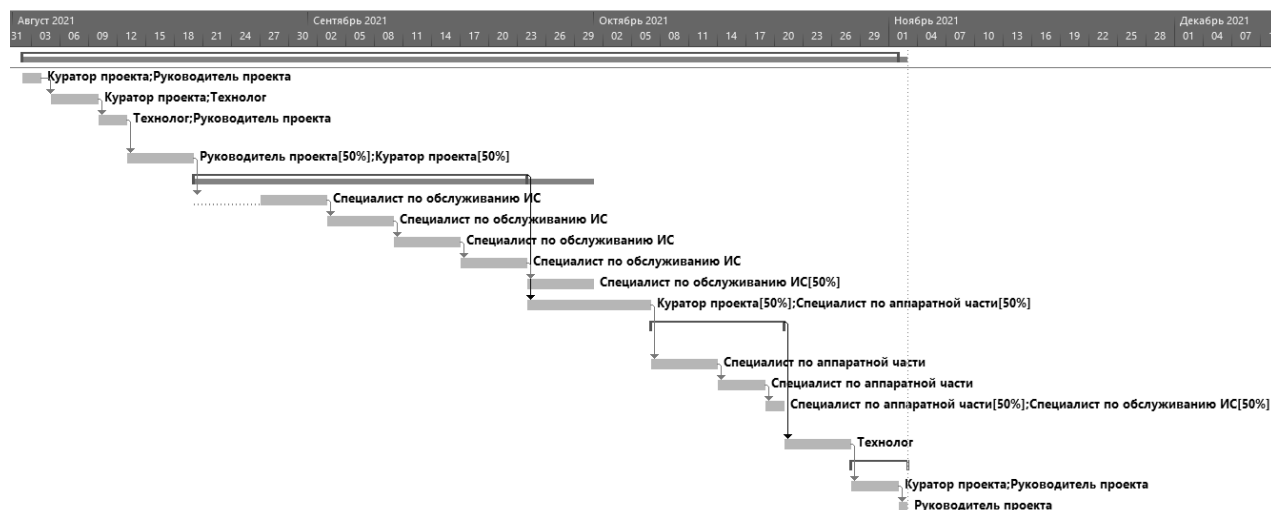 Август 2021 Сентябрь 2021 Октябрь 2021 Ноябрь 2021 Декабрь 2021
31 03 06 09 12 15 18 21 24 27 30 02 05 08 11 14 17 20 23 26 29 02 05 08 11 14 17 20 23 26 29 01 04 07 10 13 16 19 22 25 28 01 04 07
Куратор проекта;Руководитель проекта
Куратор проекта;Технолог
Технолог;Руководитель проекта
Руководитель проекта[50%];Куратор проекта[50%]
Специалист по обслуживанию ИС
Специалист по обслуживанию ИС
Специалист по обслуживанию ИС
Специалист по обслуживанию ИС
Специалист по обслуживанию ИС[50%]
Куратор проекта[50%];Специалист по аппаратной части[50%]
Специалист по аппаратной части
Специалист по аппаратной части
Специалист по аппаратной части[50%];Специалист по обслуживанию ИС[50%]
Технолог
Куратор проекта;Руководитель проекта
Руководитель проекта